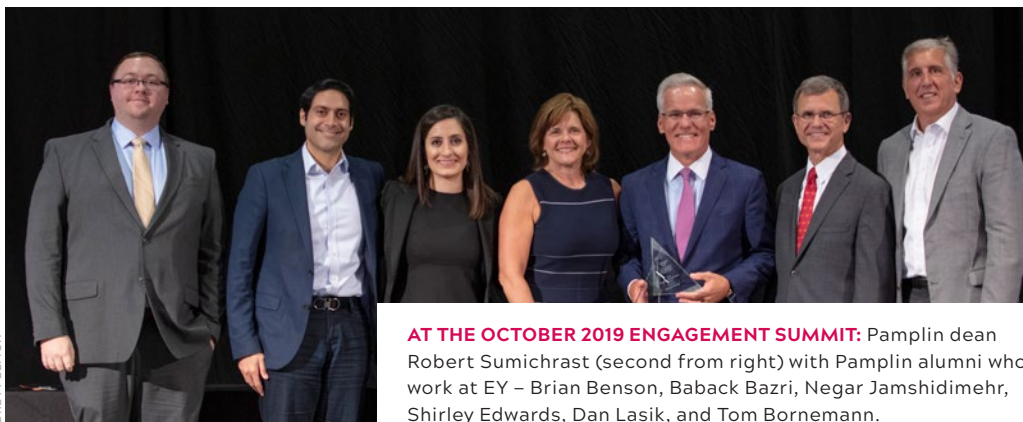 AT THE OCTOBER 2019 ENGAGEMENT SUMMIT: Pamplin dean
Robert Sumichrast (second from right) with Pamplin alumni who
work at EY – Brian Benson, Baback Bazri, Negar Jamshidimehr,
Shirley Edwards, Dan Lasik, and Tom Bornemann.